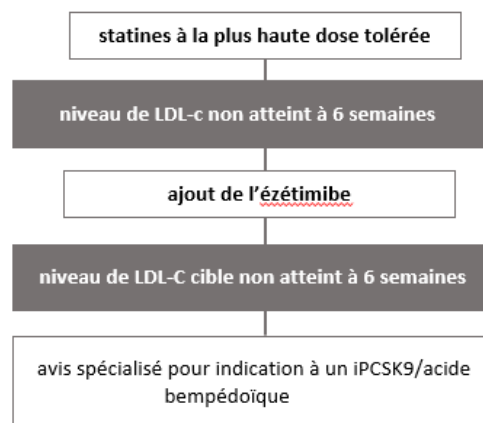 statines à la plus haute dose tolérée
niveau de LDL-c non atteint à 6 semaines
ajout de l'ézétimibe
niveau de LDL-C cible non atteint à 6 semaines
avis spécialisé pour indication à un iPCSK9/acide
bempédoïque